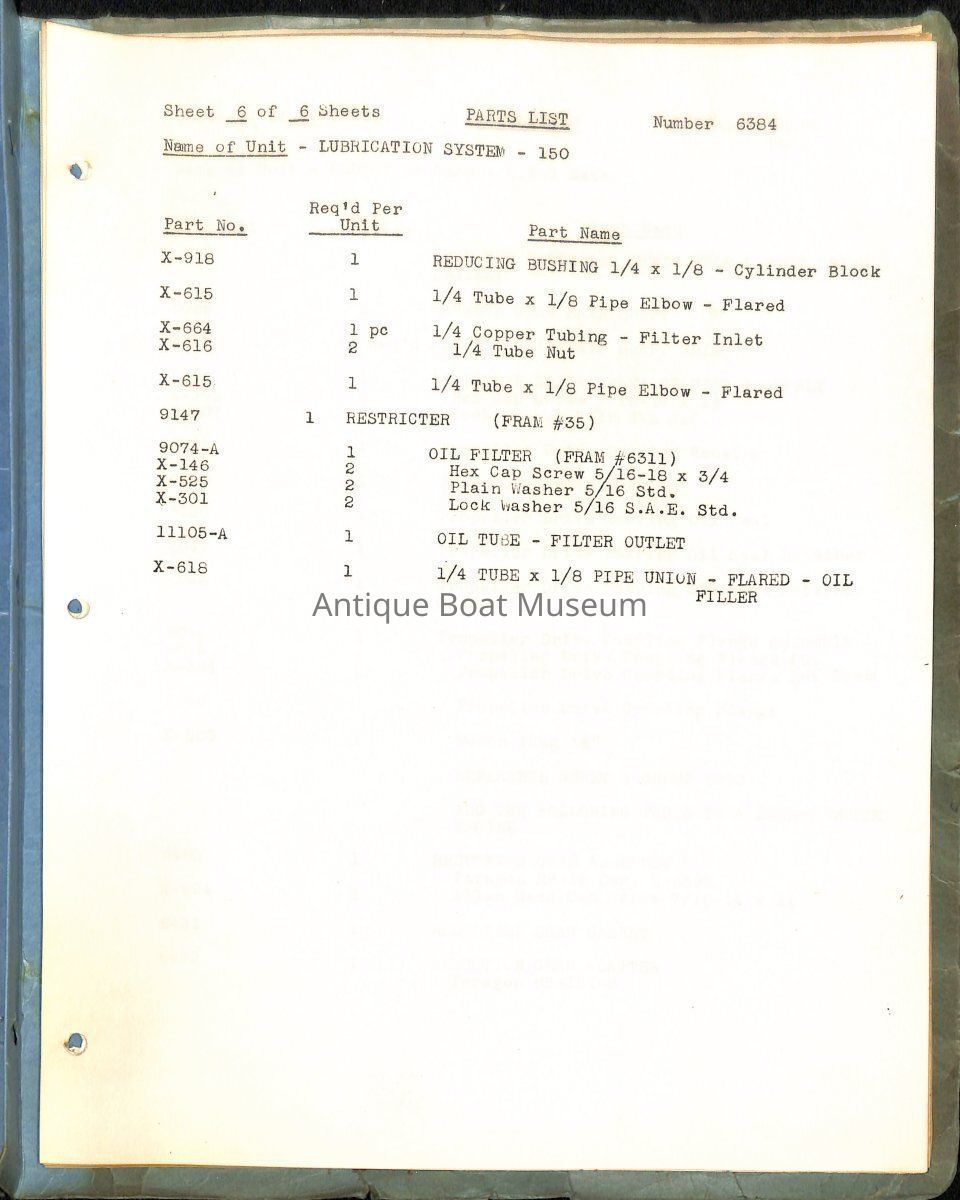 Sheet 6 of 6 Sheets PARTS LIST Number 6384
Name of Unit - LUBRICATION SYSTEM - 150
Req'd Per
Part No. Unit Part Name
X-918 1 REDUCING BUSHING 1/4 x 1/8 - Cylinder Block
X-615 1 1/4 Tube x 1/8 Pipe Elbow - Flared
X-664 1 pc 1/4 Copper Tubing - Filter Inlet
X-616 2 1/4 Tube Nut
X-615 1 1/4 Tube x 1/8 Pipe Elbow - Flared
9147 1 RESTRICTER (FRAM #35)
9074-A 1 OIL FILTER (FRAM #6311)
X-146 2 Hex Cap Screw 5/16-18 x 3/4
X-525 2 Plain Washer 5/16 Std.
X-301 2 Lock Washer 5/16 S.A.E. Std.
11105-A 1 OIL TUBE - FILTER OUTLET
X-618 1 1/4 TUBE x 1/8 PIPE UNION - FLARED - OIL
FILLER
Antique Boat Museum